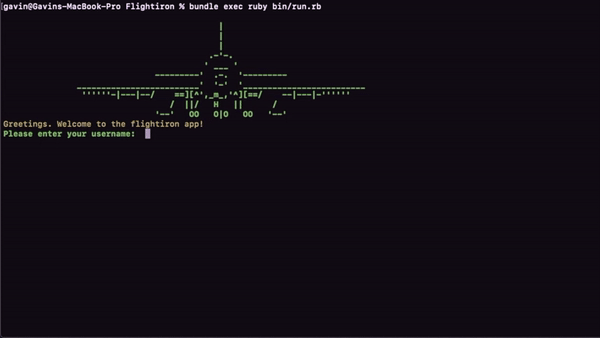 gavin@Gavins-MacBook-Pro Flightiron % bundle exec ruby bin/run.rb
Greetings. Welcome to the flightiron app!
Please enter your username: